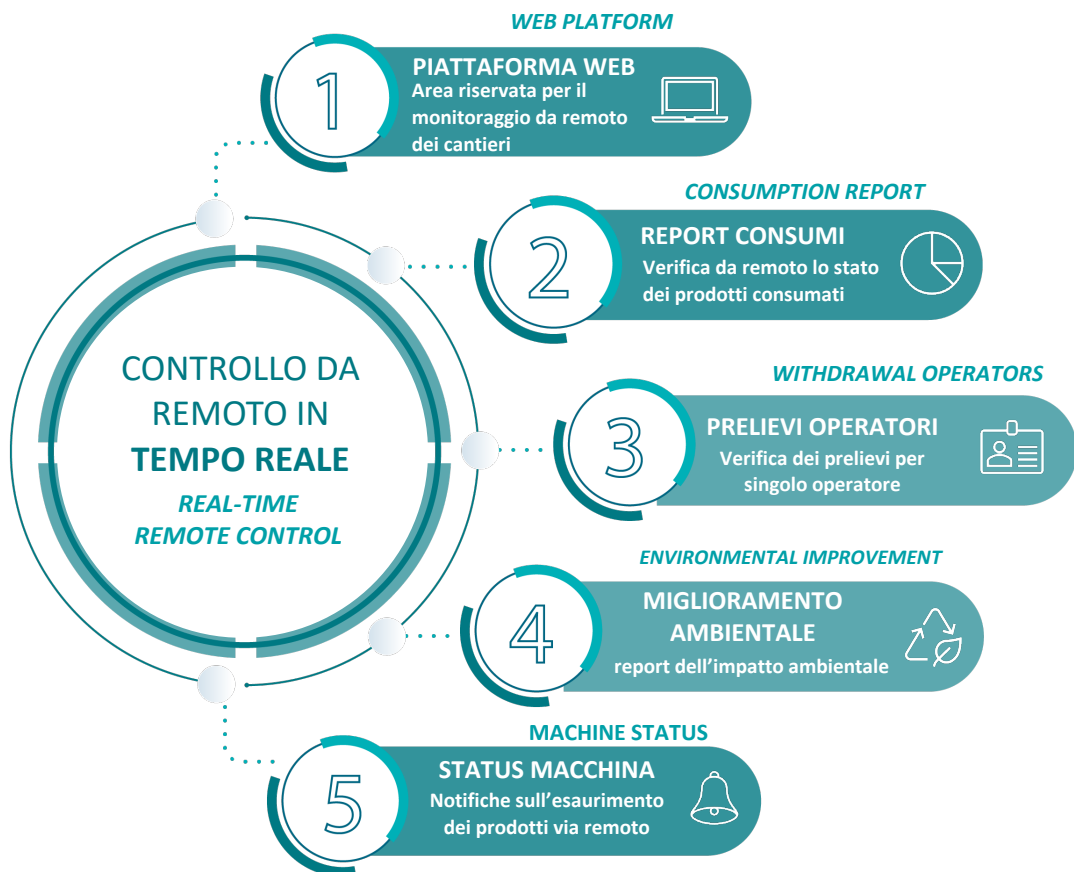 WEB PLATFORM
1
PIATTAFORMA WEB
Area riservata per il
monitoraggio da remoto
dei cantieri
CONSUMPTION REPORT
2
REPORT CONSUMI
Verifica da remoto lo stato
dei prodotti consumati
CONTROLLO DA
REMOTO IN
TEMPO REALE
REAL-TIME
REMOTE CONTROL
WITHDRAWAL OPERATORS
3
PRELIEVI OPERATORI
Verifica dei prelievi per
singolo operatore
ENVIRONMENTAL IMPROVEMENT
4
MIGLIORAMENTO
AMBIENTALE
report dell’impatto ambientale
MACHINE STATUS
5
STATUS MACCHINA
Notifiche sull’esaurimento
dei prodotti via remoto